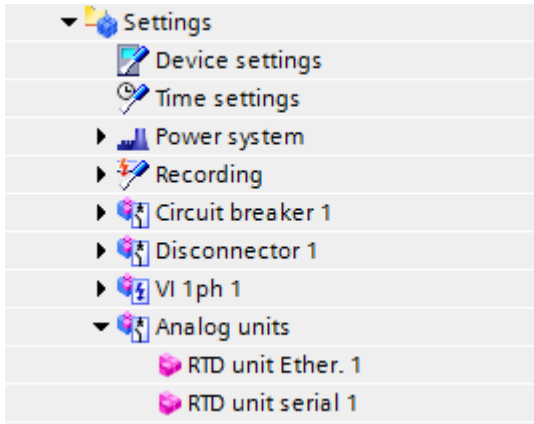 Settings
Device settings
Time settings
Power system
Recording
Circuit breaker 1
Disconnector 1
VI 1ph 1
Analog units
RTD unit Ether. 1
RTD unit serial 1